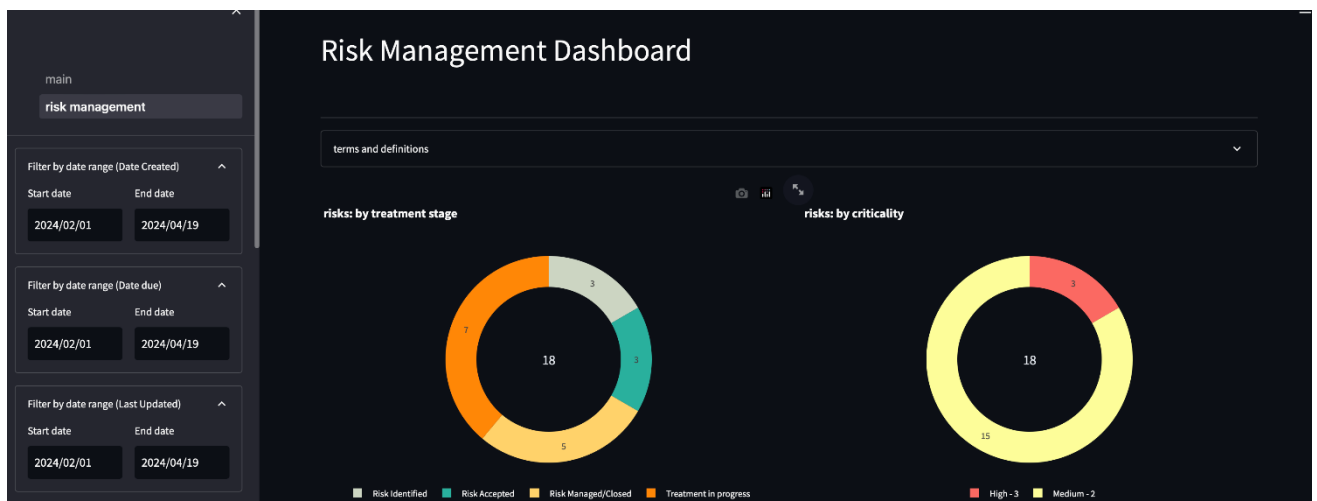 Risk Management Dashboard
main
risk management
terms and definitions
Filter by date range (Date Created)
Start date End date
2024/02/01 2024/04/19
Filter by date range (Date due)
Start date End date
2024/02/01 2024/04/19
Filter by date range (Last Updated)
Start date End date
2024/02/01 2024/04/19
risks: by treatment stage
3
7
18
3
5
Risk Identified Risk Accepted Risk Managed/Closed Treatment in progress
risks: by criticality
3
18
15
High - 3 Medium - 2